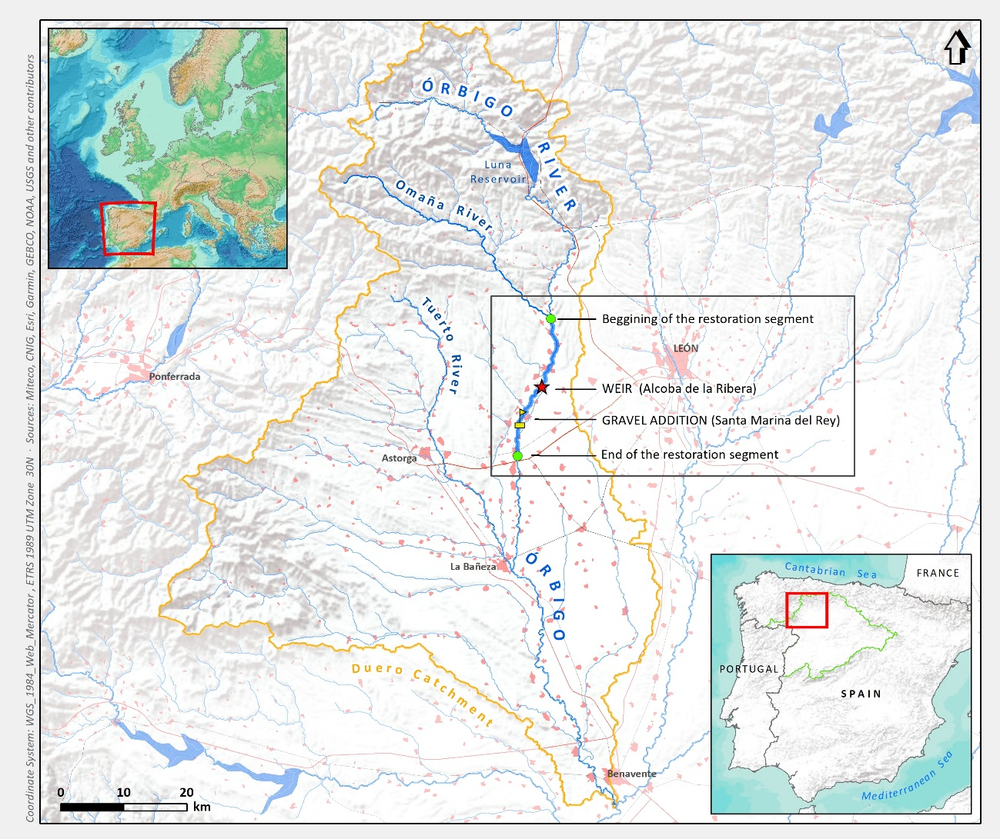 Coordinate System: WGS_1984_Web_Mercator, ETRS 1989 UTM Zone 30N · Sources: Miteco, CNIG, Esri, Garmin, GEBCO, NOAA, USGS and other contributors
ÓRBIGO
RIVER
Luna
Reservoir
Omaña River
Tuerto River
Beggining of the restoration segment
LEÓN
Ponferrada
WEIR (Alcoba de la Ribera)
GRAVEL ADDITION (Santa Marina del Rey)
Astorga
End of the restoration segment
La Bañeza
ÓRBIGO
Duero Catchment
Benavente
0 10 20
km
Cantabrian Sea
FRANCE
PORTUGAL
SPAIN
Mediterranean Sea